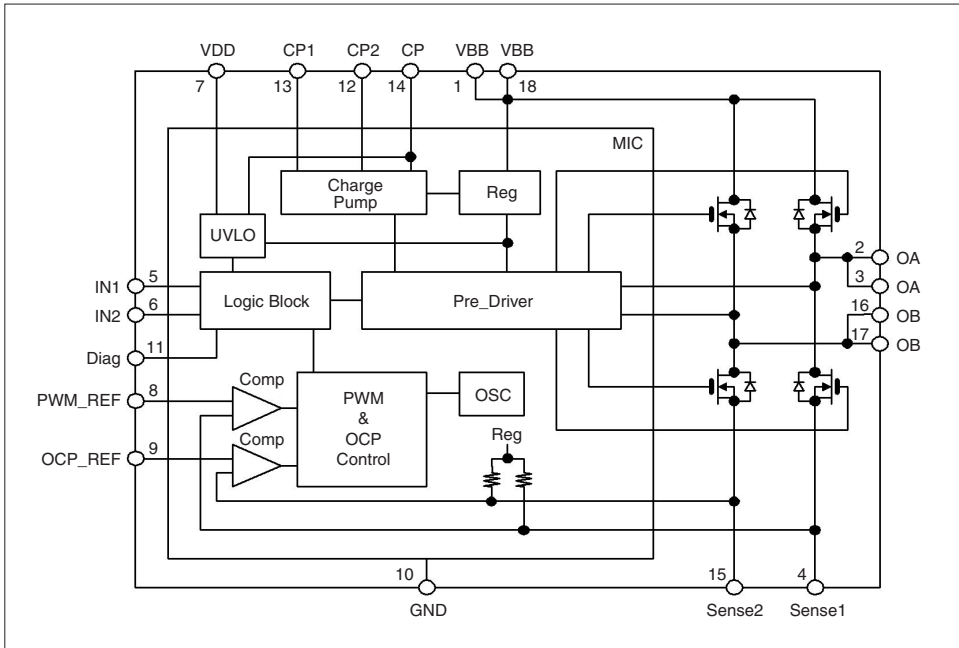 VDD CP1 CP2 CP VBB VBB
7 13 12 14 1 18
MIC
Charge
Pump
Reg
UVLO
2 OA
IN1 5
Logic Block
Pre_Driver
3 OA
IN2 6
16 OB
Diag 11
17 OB
PWM_REF 8
Comp
PWM
&
OCP
Control
OSC
OCP_REF 9
Comp
Reg
10 15 4
GND Sense2 Sense1